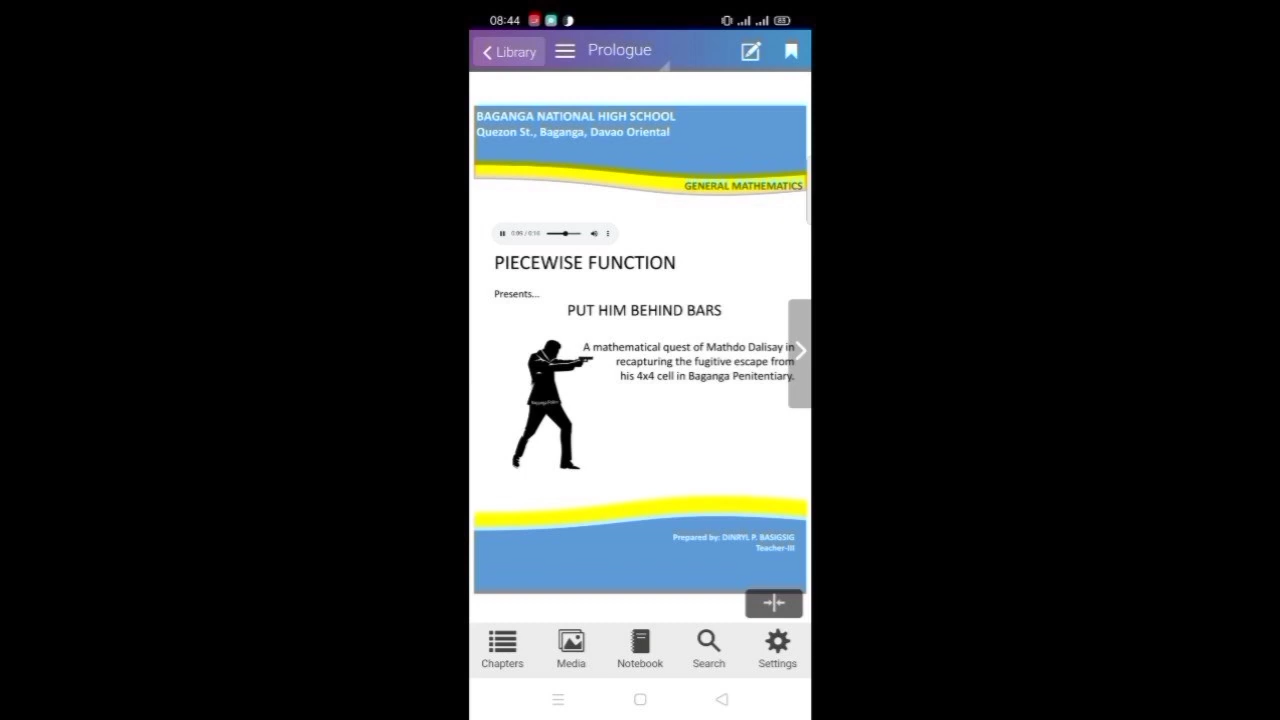 08:44
85
Library
Prologue
BAGANGA NATIONAL HIGH SCHOOL
Quezon St., Baganga, Davao Oriental
GENERAL MATHEMATICS
PIECEWISE FUNCTION
Presents...
PUT HIM BEHIND BARS
A mathematical quest of Mathdo Dalisay in
recapturing the fugitive escape from
his 4x4 cell in Baganga Penitentiary.
Prepared by: DINRYL P. BASIGSIG
Teacher-III
Chapters
Media
Notebook
Search
Settings